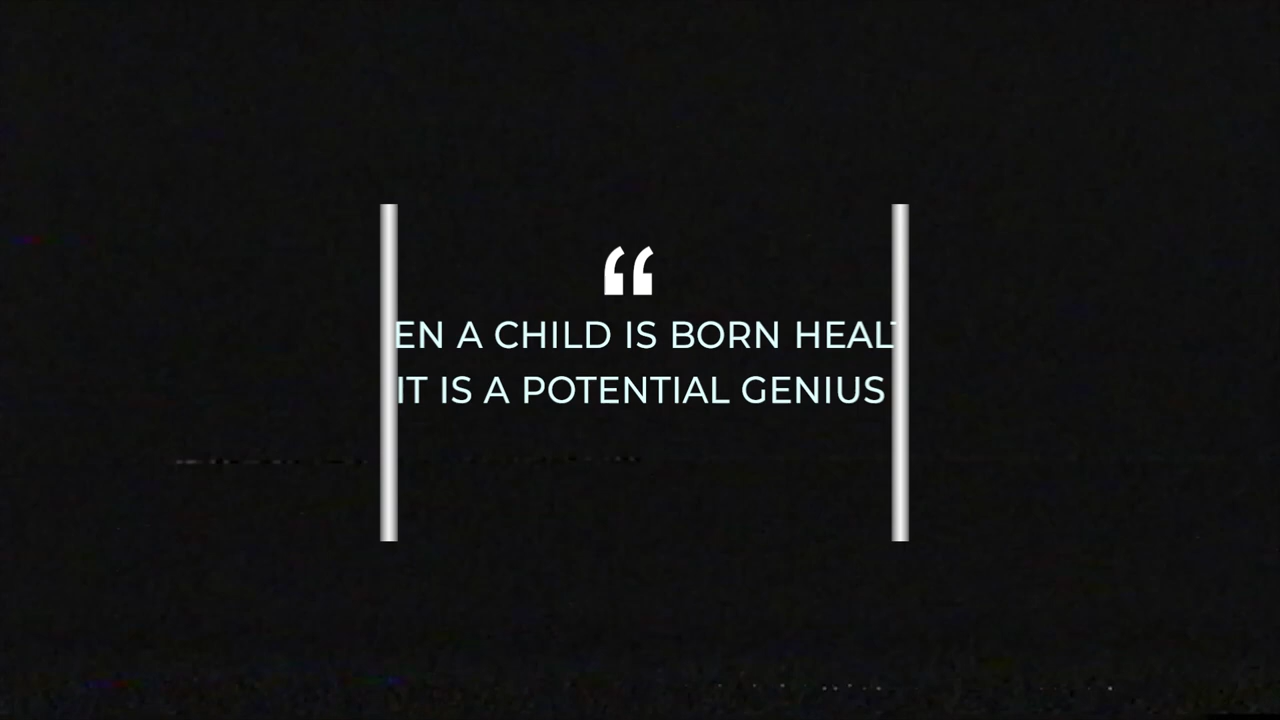 “
EN A CHILD IS BORN HEAL
IT IS A POTENTIAL GENIUS